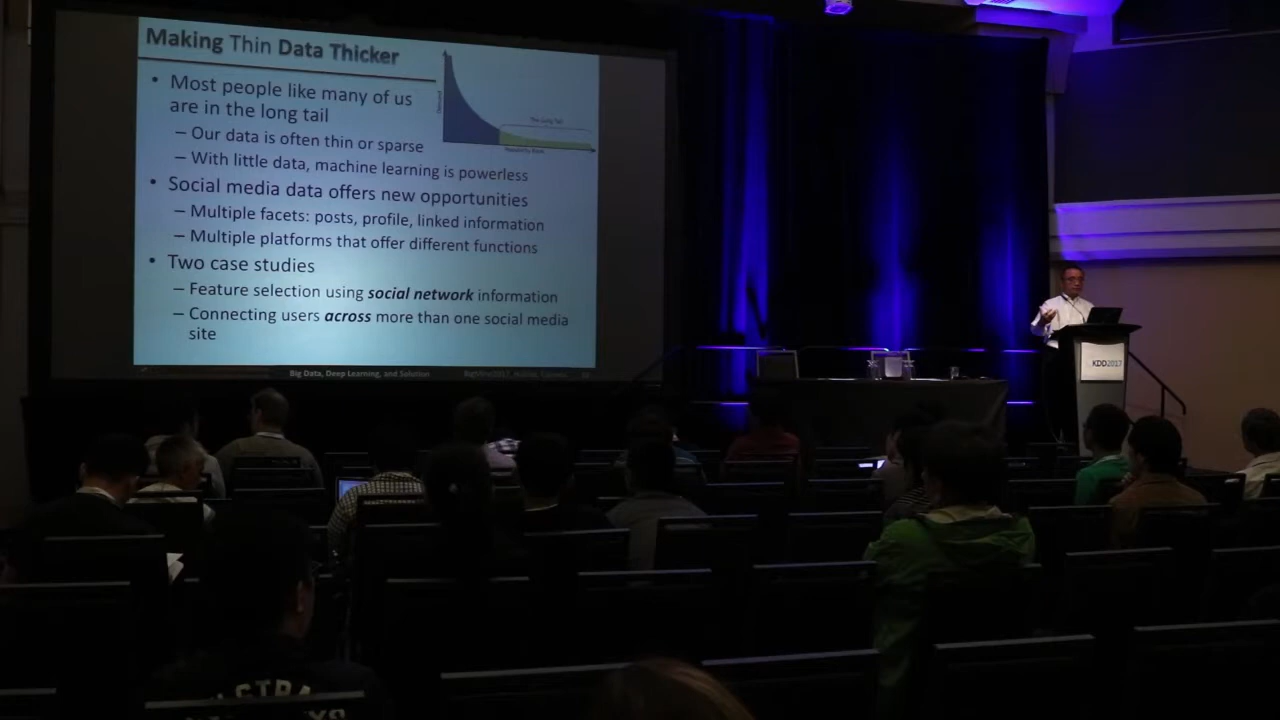 Making Thin Data Thicker
• Most people like many of us
are in the long tail
– Our data is often thin or sparse
– With little data, machine learning is powerless
• Social media data offers new opportunities
– Multiple facets: posts, profile, linked information
– Multiple platforms that offer different functions
• Two case studies
– Feature selection using social network information
– Connecting users across more than one social media
site
The Long Tail
Big Data, Deep Learning, and Solution
KDD2017